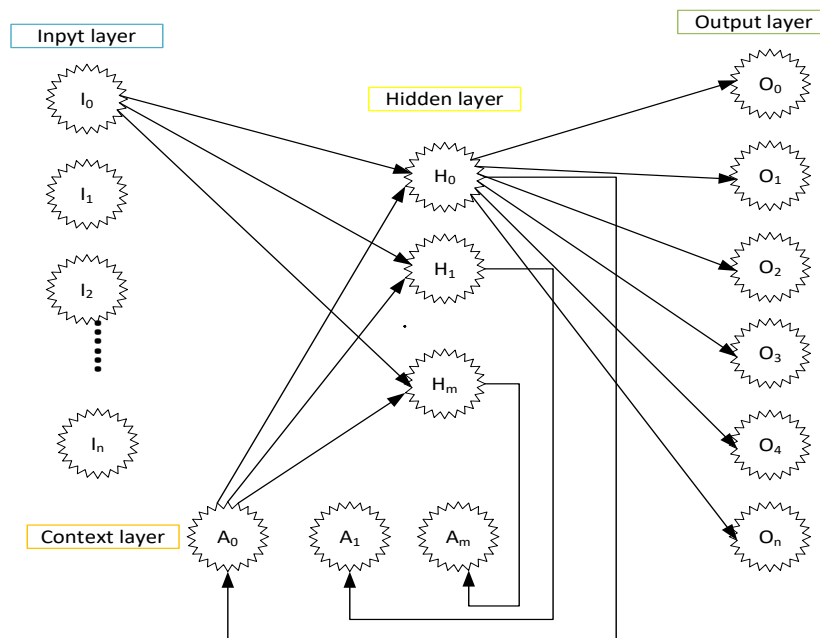 Inpyt layer
Output layer
Hidden layer
I0
I1
I2
In
H0
H1
Hm
O0
O1
O2
O3
O4
On
Context layer
A0
A1
Am